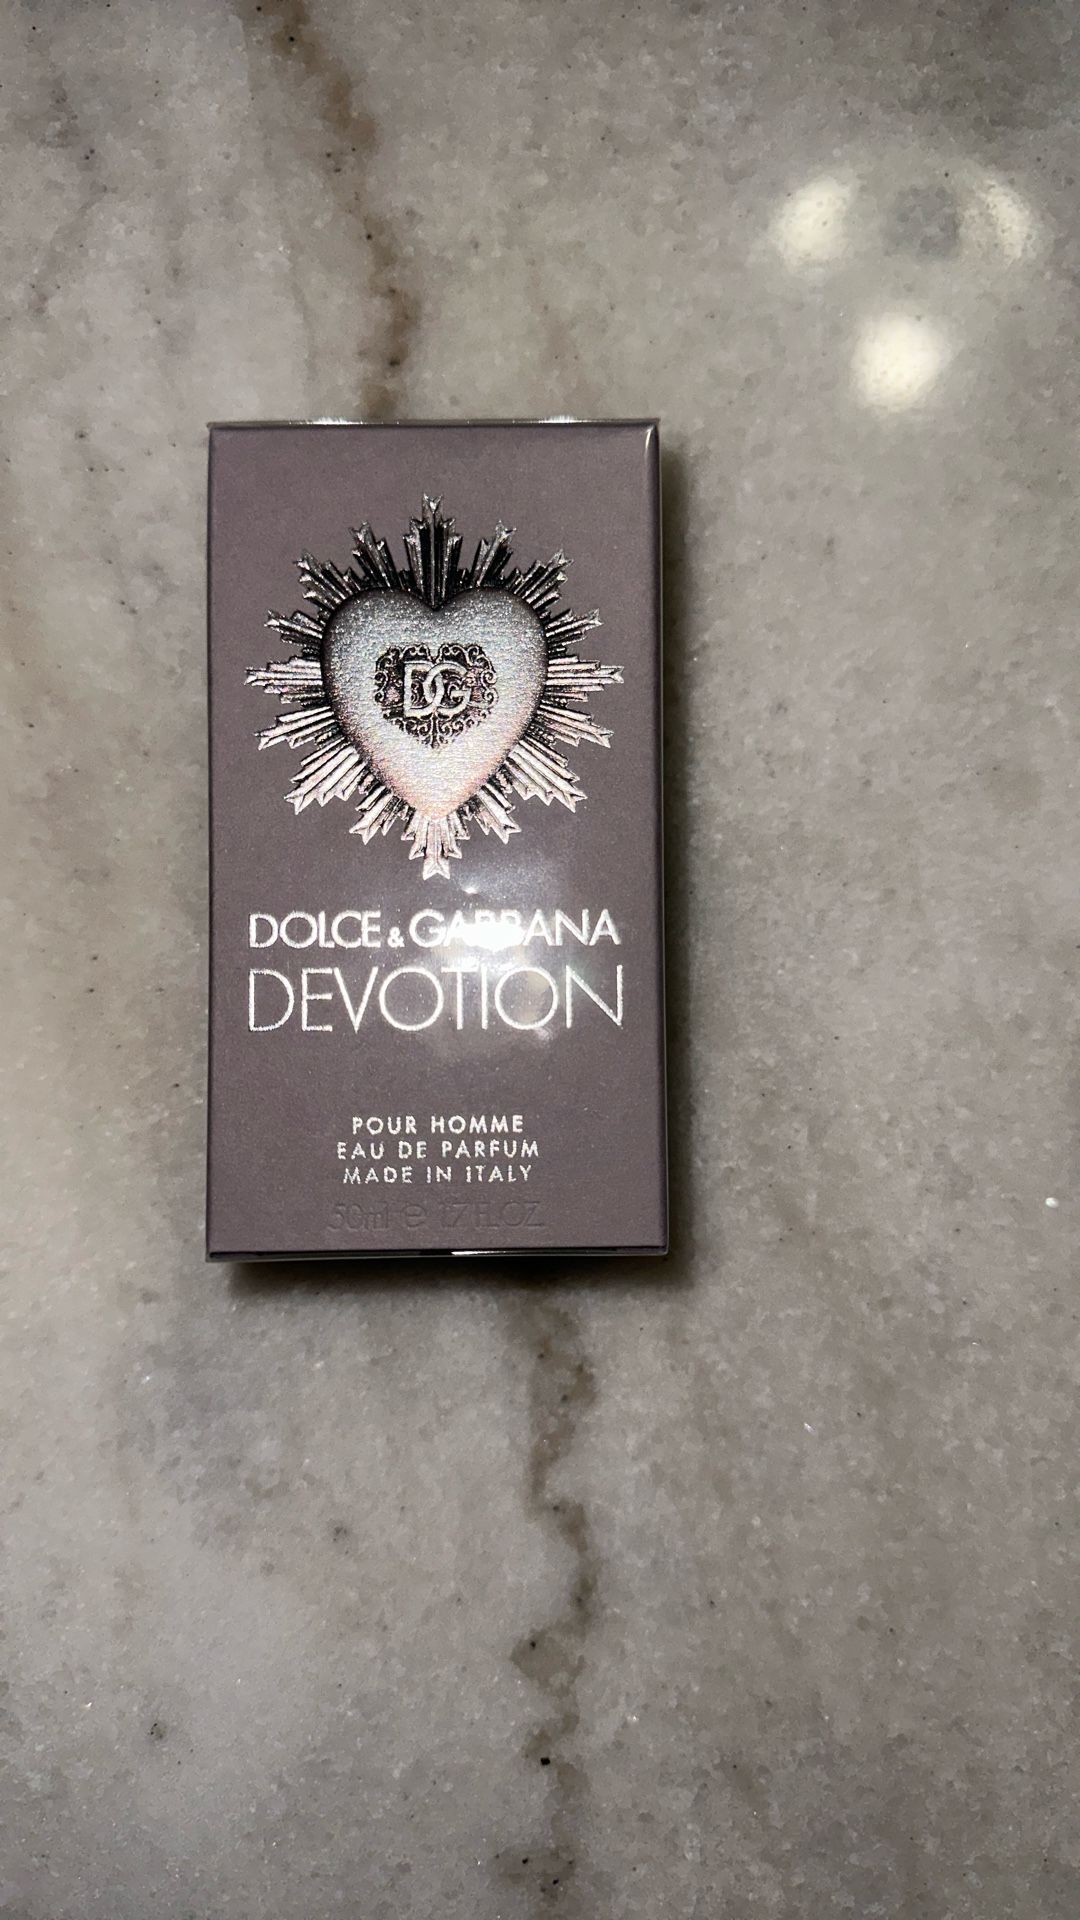 DG
DOLCE & GABBANA
DEVOTION
POUR HOMME
EAU DE PARFUM
MADE IN ITALY
50ml e 1.7 FL.OZ